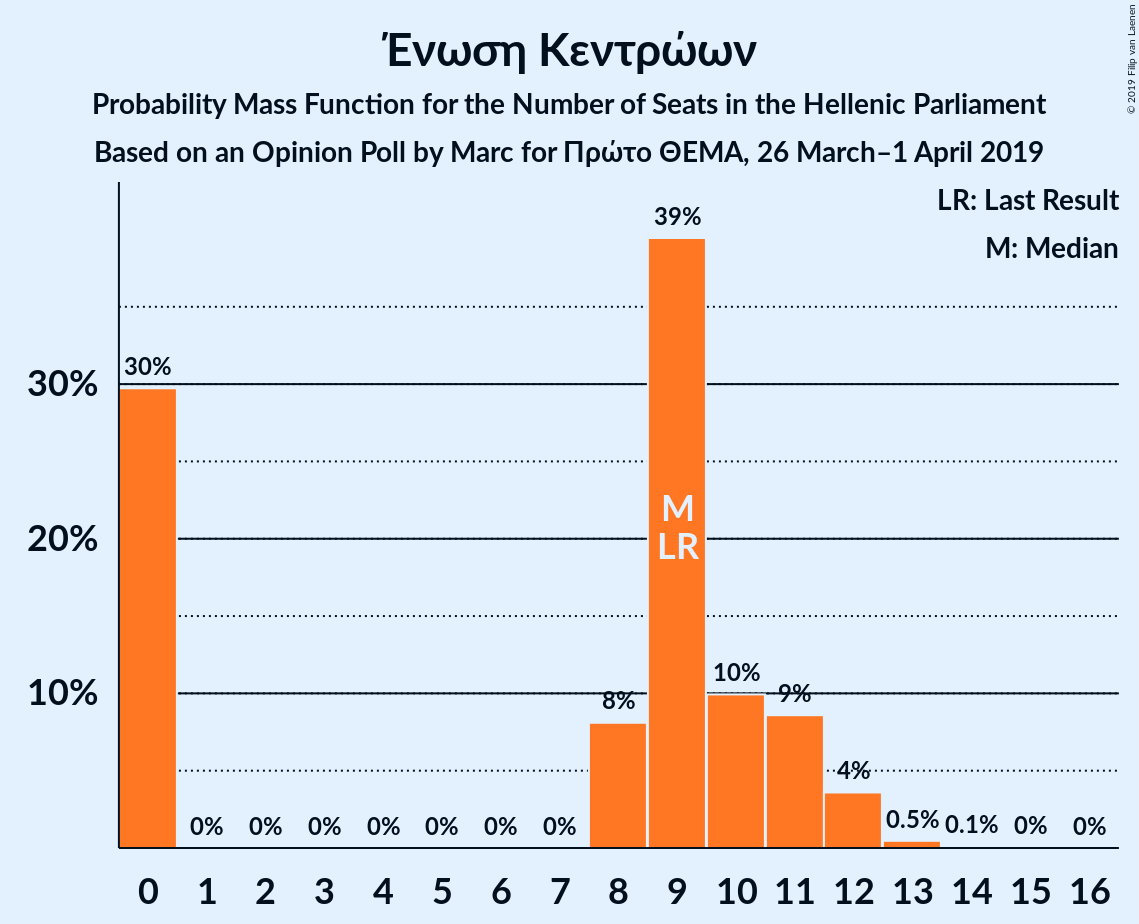 Ένωση Κεντρώων
Probability Mass Function for the Number of Seats in the Hellenic Parliament
Based on an Opinion Poll by Marc for Πρώτο ΘΕΜΑ, 26 March–1 April 2019
© 2019 Filip van Laenen
LR: Last Result
M: Median
39%
30%
30%
M
20%
LR
10%
10%
9%
8%
4%
0% 0% 0% 0% 0% 0% 0% 0.5% 0.1% 0% 0%
0 1 2 3 4 5 6 7 8 9 10 11 12 13 14 15 16